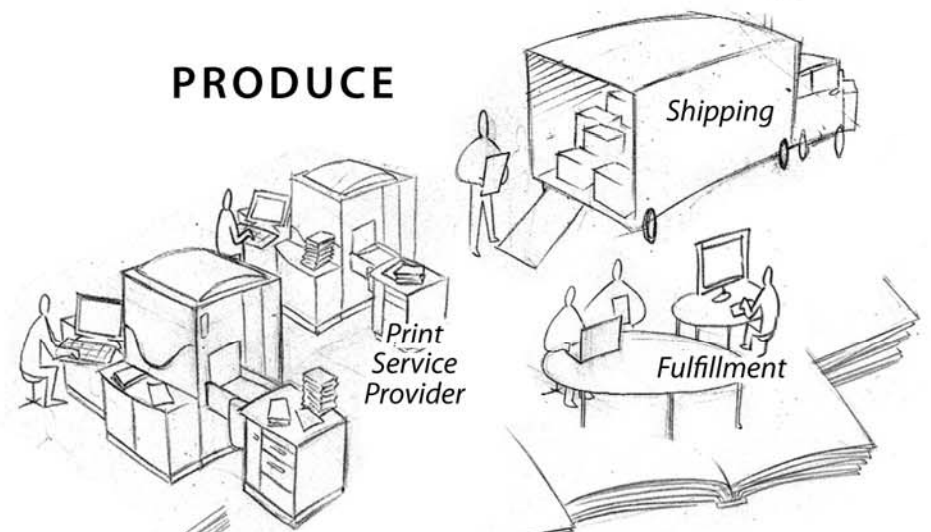 PRODUCE
Shipping
Print
Service
Provider
Fulfillment